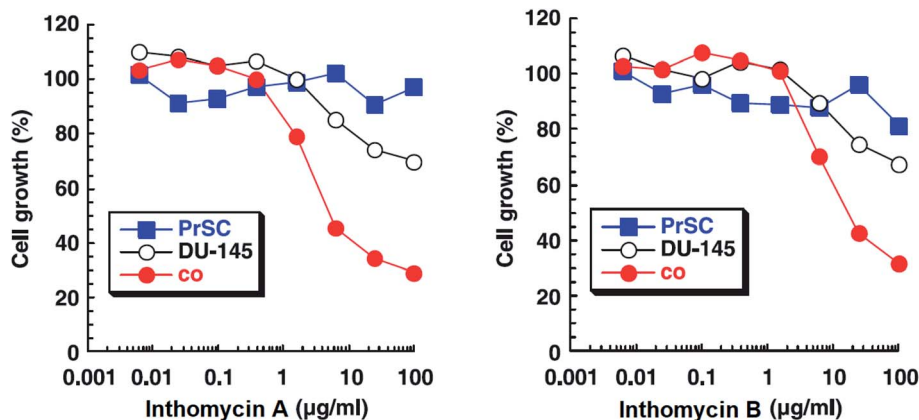 120
100
80
60
40
20
0
Cell growth (%)
PrSC
DU-145
co
0.001 0.01 0.1 1 10 100
Inthomycin A (μg/ml)
120
100
80
60
40
20
0
Cell growth (%)
PrSC
DU-145
co
0.001 0.01 0.1 1 10 100
Inthomycin B (μg/ml)